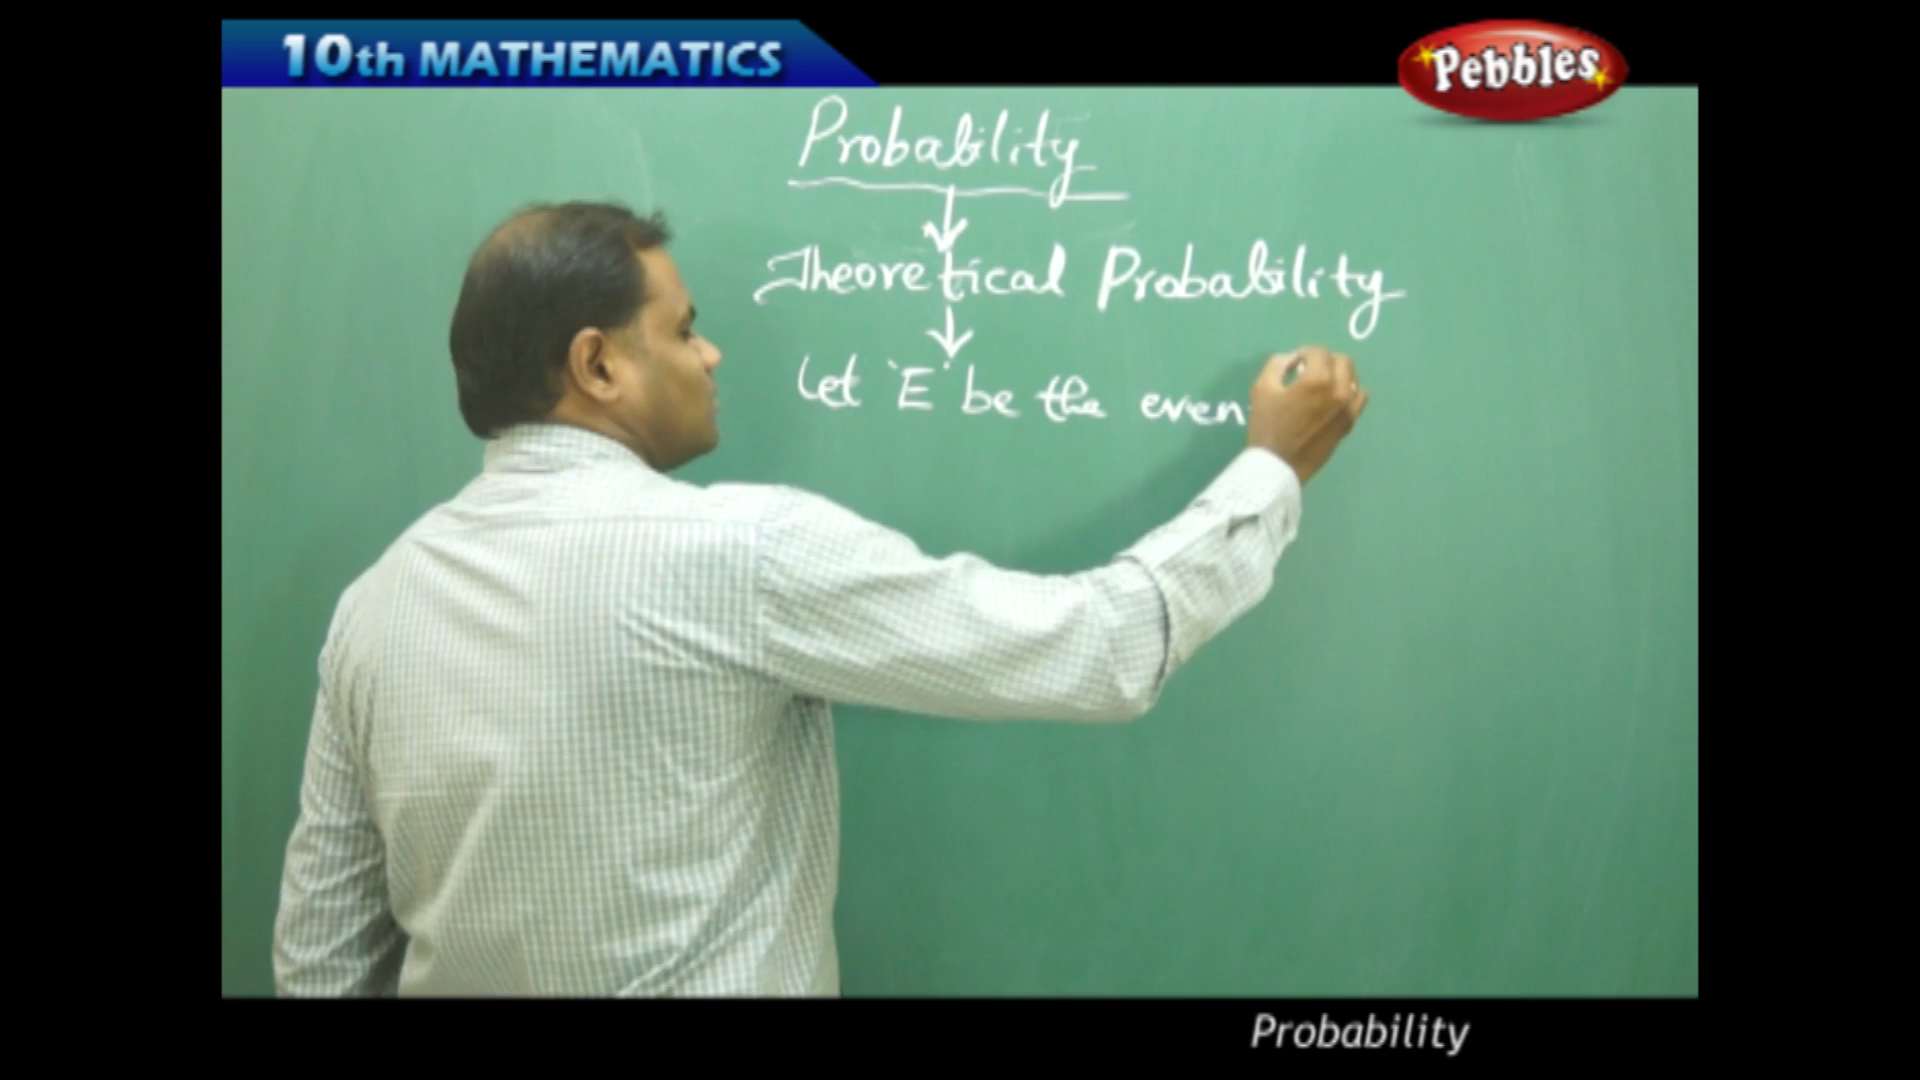 10th MATHEMATICS
Pebbles
Probability
Theoretical Probability
Let 'E' be the even
Probability